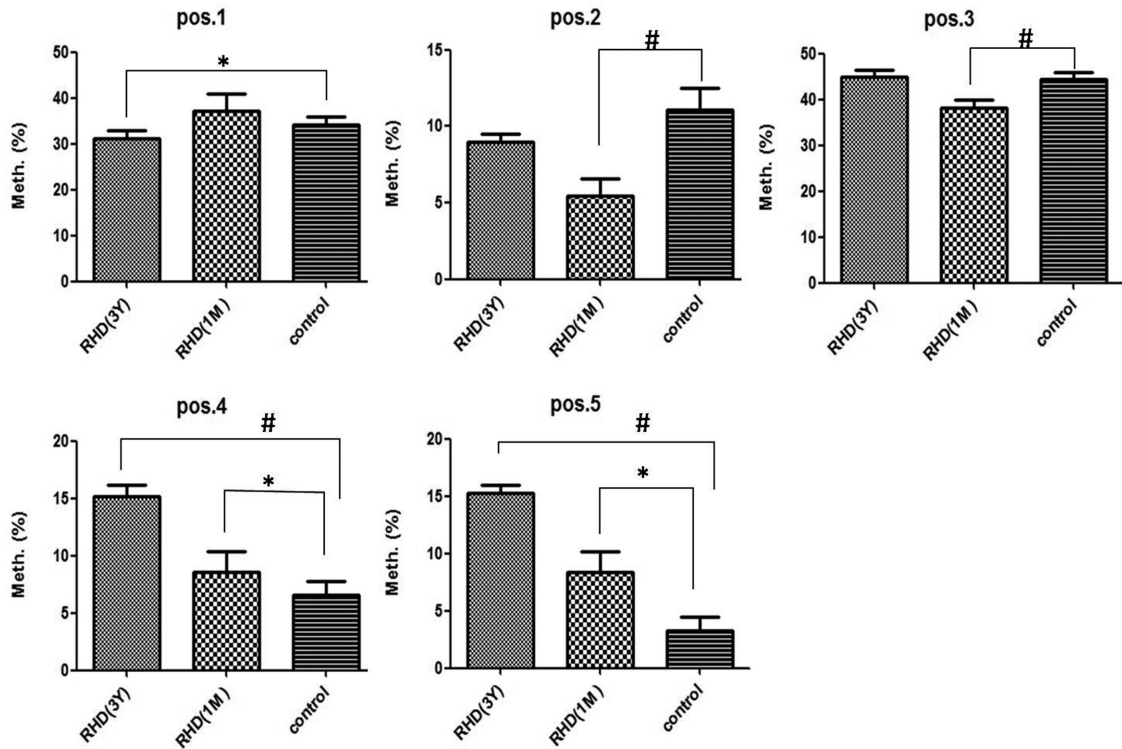 pos.1
50
40
30
20
10
0
Meth. (%)
*
RHD(3Y)
RHD(1M )
control
pos.2
15
10
5
0
Meth. (%)
#
RHD(3Y)
RHD(1M )
control
pos.3
50
40
30
20
10
0
Meth. (%)
#
RHD(3Y)
RHD(1M )
control
pos.4
20
15
10
5
0
Meth. (%)
#
*
RHD(3Y)
RHD(1M )
control
pos.5
20
15
10
5
0
Meth. (%)
#
*
RHD(3Y)
RHD(1M )
control